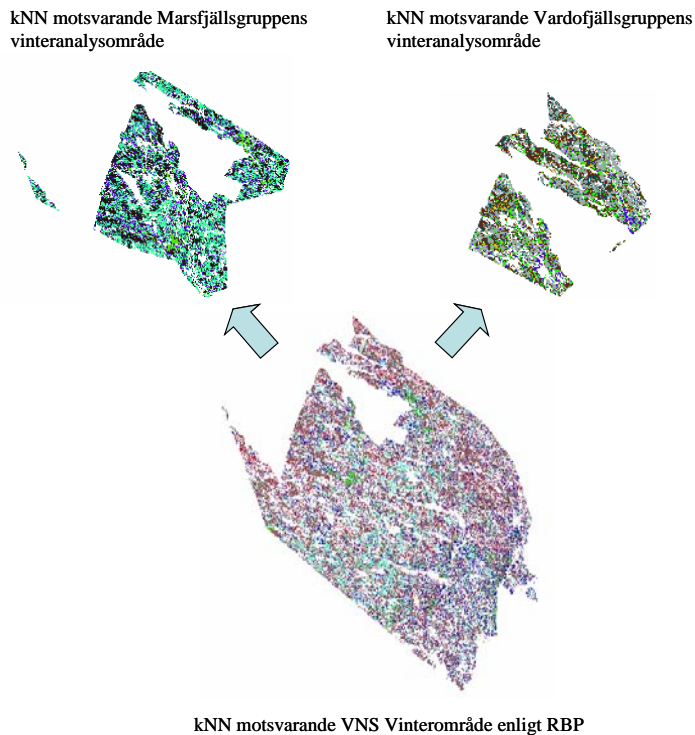 kNN motsvarande Marsfjällsgruppens
vinteranalysområde
kNN motsvarande Vardofjällsgruppens
vinteranalysområde
kNN motsvarande VNS Vinterområde enligt RBP